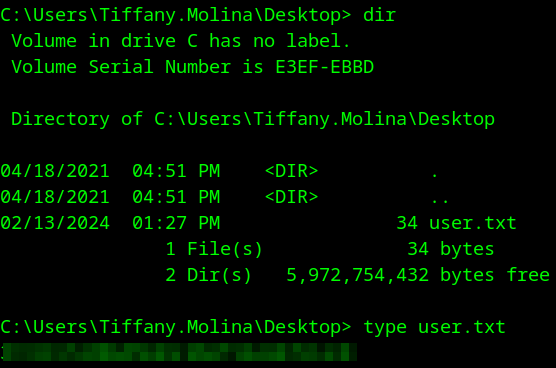 C:\Users\Tiffany.Molina\Desktop> dir
 Volume in drive C has no label.
 Volume Serial Number is E3EF-EBBD

 Directory of C:\Users\Tiffany.Molina\Desktop

04/18/2021  04:51 PM    <DIR>          .
04/18/2021  04:51 PM    <DIR>          ..
02/13/2024  01:27 PM                34 user.txt
               1 File(s)             34 bytes
               2 Dir(s)   5,972,754,432 bytes free

C:\Users\Tiffany.Molina\Desktop> type user.txt